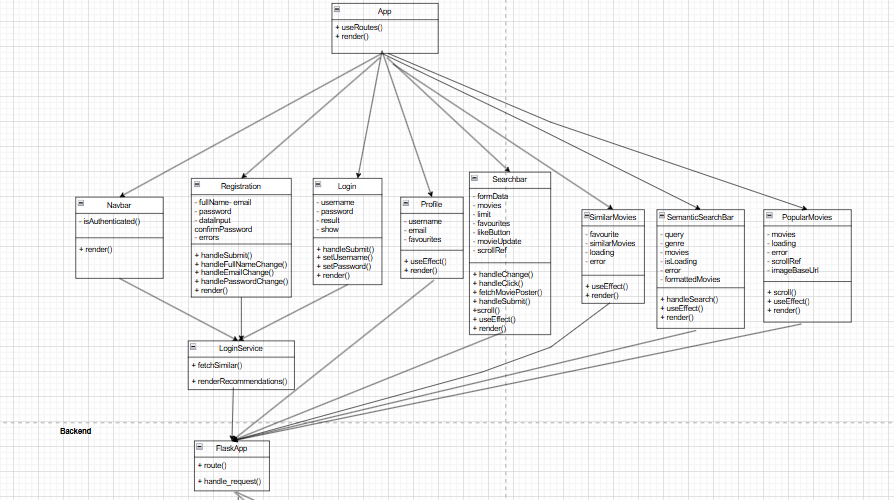 App
+ useRoutes()
+ render()
Navbar
- isAuthenticated()
+ render()
Registration
- fullName- email
- password
- dataInput
confirmPassword
- errors
+ handleSubmit()
+ handleFullNameChange()
+ handleEmailChange()
+ handlePasswordChange()
+ render()
Login
- username
- password
- result
- show
+ handleSubmit()
+ setUsername()
+ setPassword()
+ render()
Profile
- username
- email
- favourites
+ useEffect()
+ render()
Searchbar
- formData
- movies
- limit
- favourites
- likeButton
- movieUpdate
- scrollRef
+ handleChange()
+ handleClick()
+ fetchMoviePoster()
+ handleSubmit()
+scroll()
+ useEffect()
+ render()
SimilarMovies
- favourite
- similarMovies
- loading
- error
+ useEffect()
+ render()
SemanticSearchBar
- query
- genre
- movies
- isLoading
- error
- formattedMovies
+ handleSearch()
+ useEffect()
+ render()
PopularMovies
- movies
- loading
- error
- scrollRef
- imageBaseUrl
+ scroll()
+ useEffect()
+ render()
LoginService
+ fetchSimilar()
+ renderRecommendations()
Backend
FlaskApp
+ route()
+ handle_request()